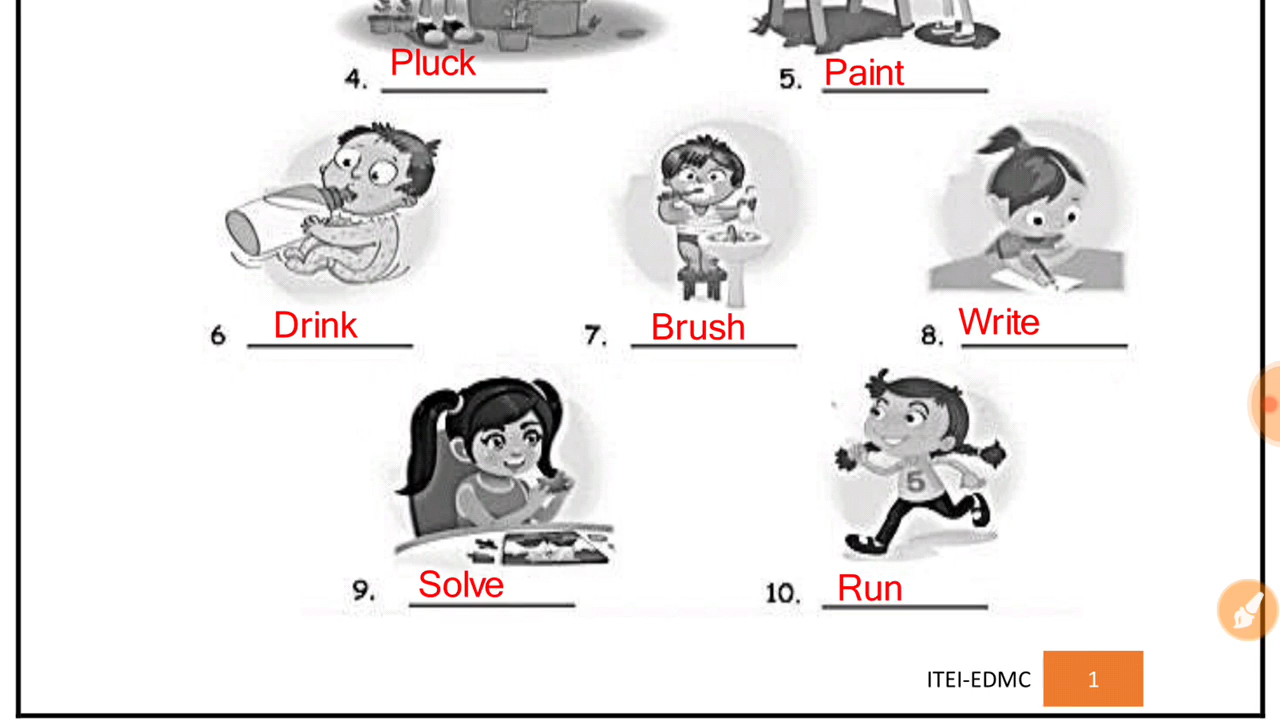 4. Pluck
5. Paint
6 Drink
7. Brush
8. Write
5
9. Solve
10. Run
ITEI-EDMC 1